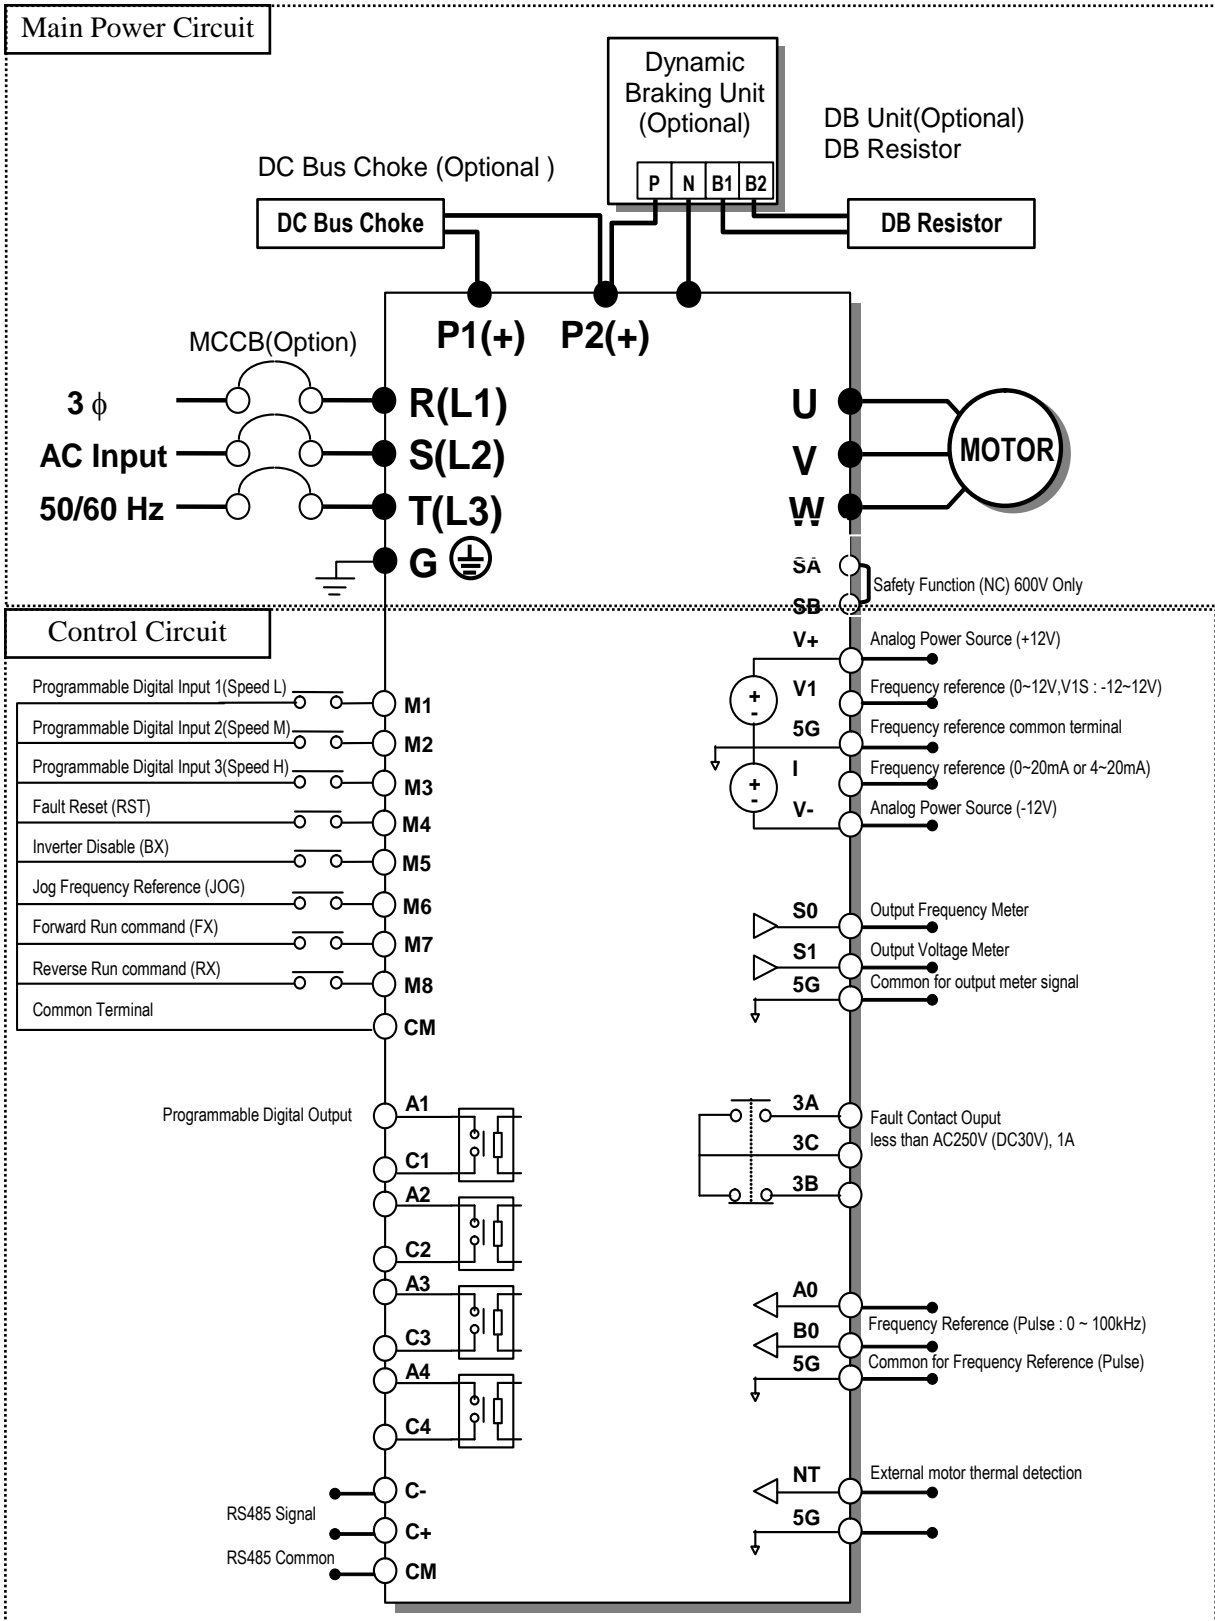 Main Power Circuit
Dynamic
Braking Unit
(Optional)
P N B1 B2
DB Unit(Optional)
DB Resistor
DC Bus Choke (Optional )
DC Bus Choke
DB Resistor
P1(+) P2(+)
MCCB(Option)
3 ϕ
AC Input
50/60 Hz
R(L1)
S(L2)
T(L3)
G
U
V
W
MOTOR
SA
SB
Safety Function (NC) 600V Only
Control Circuit
Programmable Digital Input 1(Speed L)
M1
Programmable Digital Input 2(Speed M)
M2
Programmable Digital Input 3(Speed H)
M3
Fault Reset (RST)
M4
Inverter Disable (BX)
M5
Jog Frequency Reference (JOG)
M6
Forward Run command (FX)
M7
Reverse Run command (RX)
M8
Common Terminal
CM
V+
Analog Power Source (+12V)
+
-
V1
Frequency reference (0~12V,V1S : -12~12V)
5G
Frequency reference common terminal
+
-
I
Frequency reference (0~20mA or 4~20mA)
V-
Analog Power Source (-12V)
S0
Output Frequency Meter
S1
Output Voltage Meter
5G
Common for output meter signal
Programmable Digital Output
A1
C1
A2
C2
A3
C3
A4
C4
3A
3C
3B
Fault Contact Ouput
less than AC250V (DC30V), 1A
A0
B0
Frequency Reference (Pulse : 0 ~ 100kHz)
5G
Common for Frequency Reference (Pulse)
NT
External motor thermal detection
5G
C-
RS485 Signal
C+
RS485 Common
CM